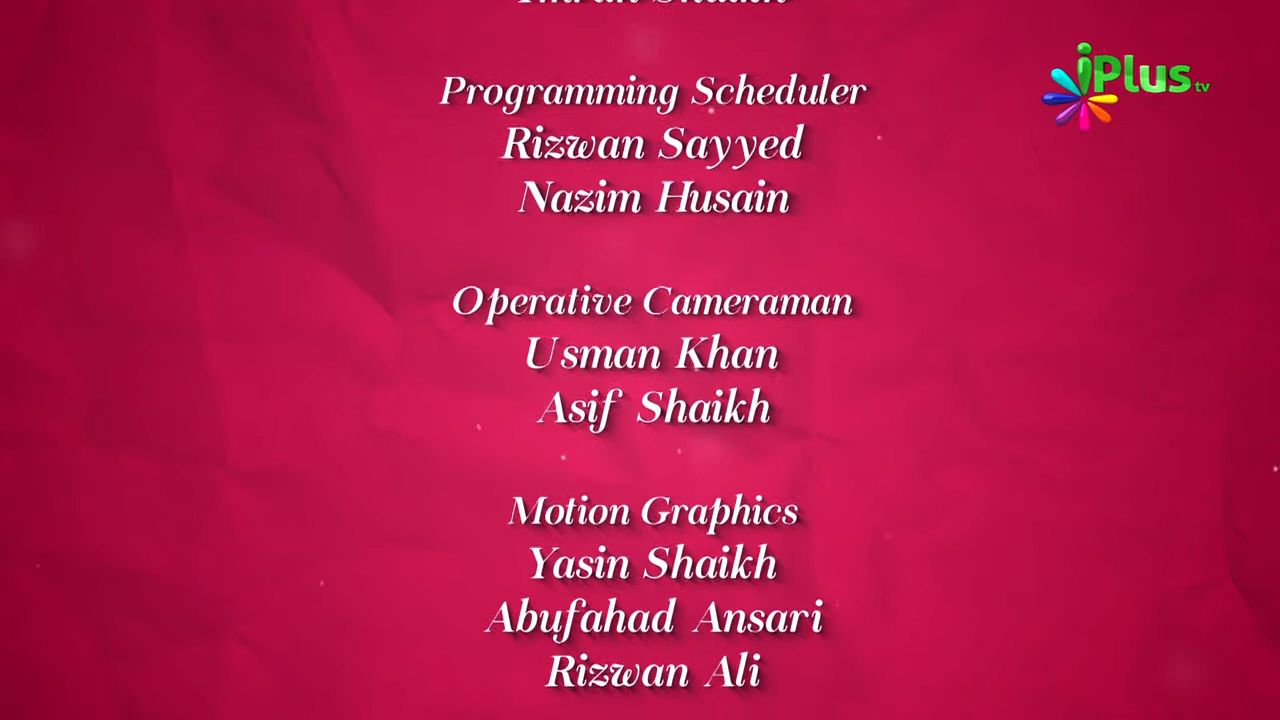 iPlus tv
Programming Scheduler
Rizwan Sayyed
Nazim Husain
Operative Cameraman
Usman Khan
Asif Shaikh
Motion Graphics
Yasin Shaikh
Abufahad Ansari
Rizwan Ali